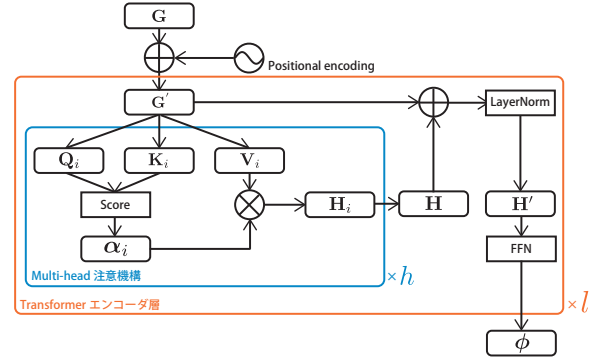 G
Positional encoding
G′
LayerNorm
Q_i
K_i
V_i
Score
H_i
H
H′
α_i
FFN
Multi-head 注意機構
×h
Transformer エンコーダ層
×l
ϕ